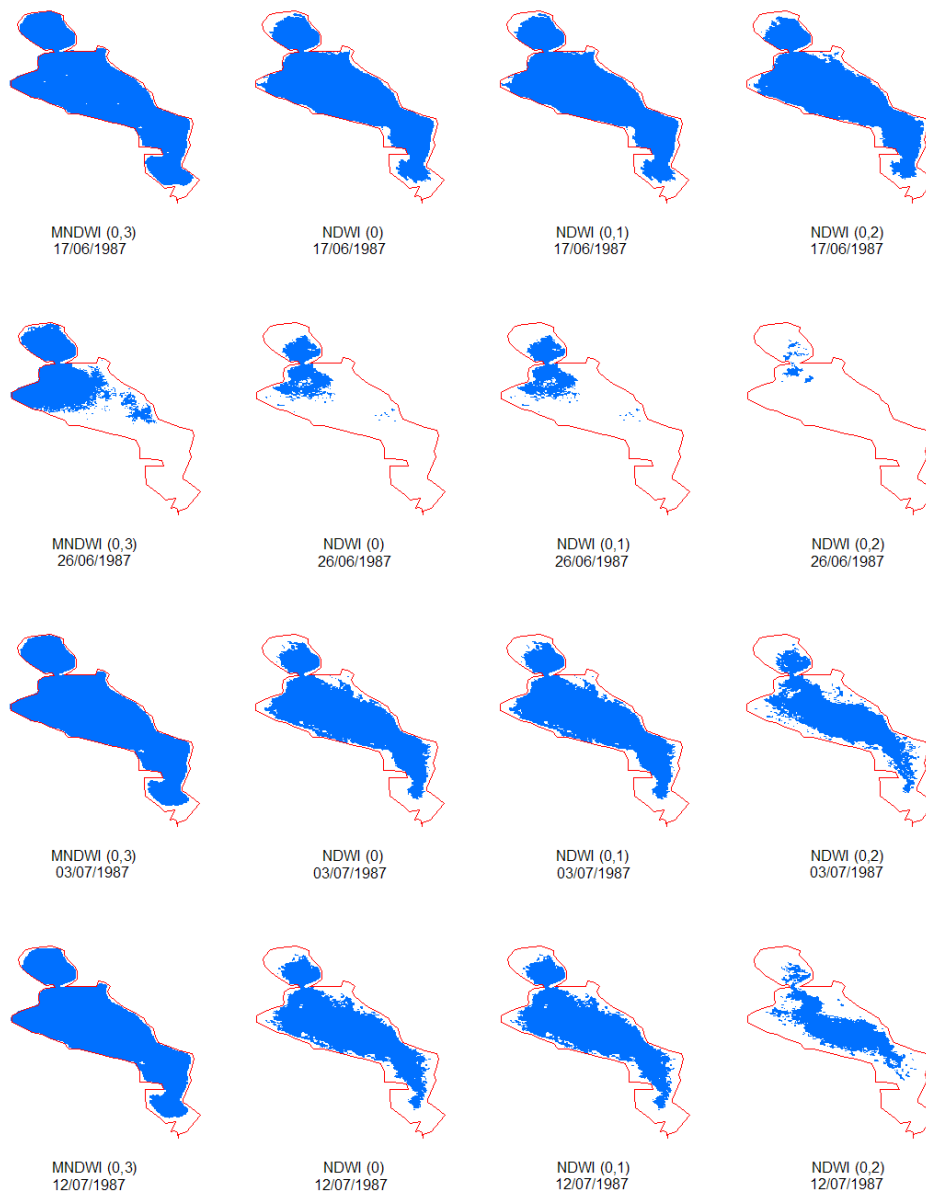 MNDWI (0,3)
17/06/1987
NDWI (0)
17/06/1987
NDWI (0,1)
17/06/1987
NDWI (0,2)
17/06/1987
MNDWI (0,3)
26/06/1987
NDWI (0)
26/06/1987
NDWI (0,1)
26/06/1987
NDWI (0,2)
26/06/1987
MNDWI (0,3)
03/07/1987
NDWI (0)
03/07/1987
NDWI (0,1)
03/07/1987
NDWI (0,2)
03/07/1987
MNDWI (0,3)
12/07/1987
NDWI (0)
12/07/1987
NDWI (0,1)
12/07/1987
NDWI (0,2)
12/07/1987